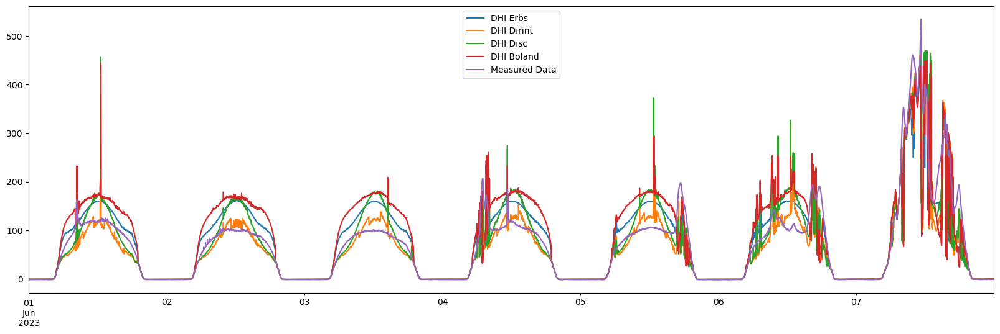 500
400
300
200
100
0
DHI Erbs
DHI Dirint
DHI Disc
DHI Boland
Measured Data
01 02 03 04 05 06 07
Jun
2023